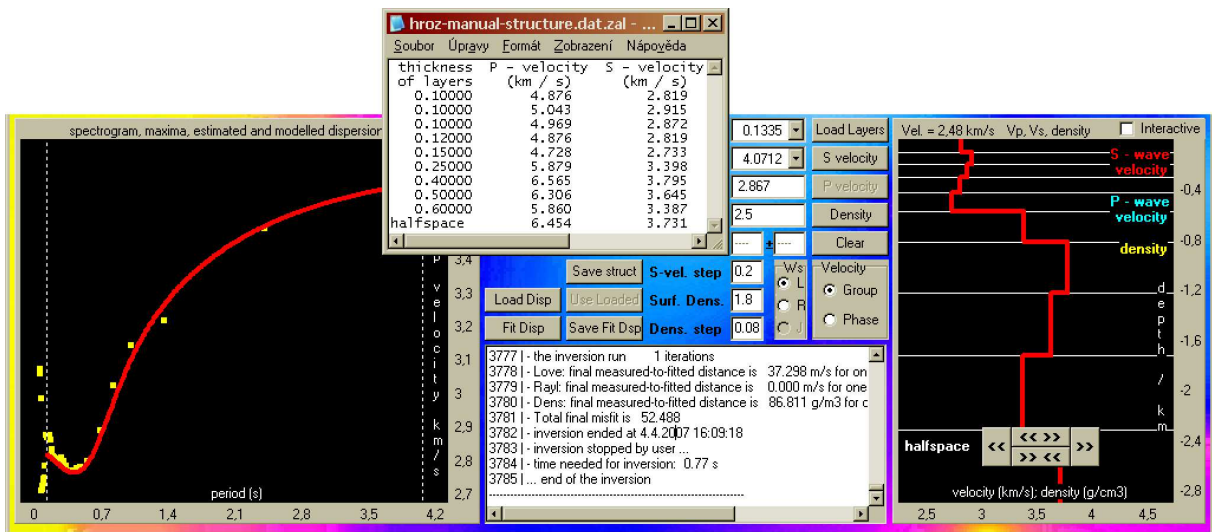 hroz-manual-structure.dat.zal - ...
Soubor Úpravy Formát Zobrazení Nápověda
thickness P - velocity S - velocity
of layers (km / s) (km / s)
0.10000 4.876 2.819
0.10000 5.043 2.915
0.10000 4.969 2.872
0.12000 4.876 2.819
0.15000 4.728 2.733
0.25000 5.879 3.398
0.40000 6.565 3.795
0.50000 6.306 3.645
0.60000 5.860 3.387
halfspace 6.454 3.731
spectrogram, maxima, estimated and modelled dispersion
3,4
3,3
3,2
3,1
3
2,9
2,8
2,7
velocity km/s
period (s)
0 0,7 1,4 2,1 2,8 3,5 4,2
0.1335 Load Layers
4.0712 S velocity
2.867 P velocity
2.5 Density
---- ± ---- Clear
Save struct S-vel. step 0.2
Load Disp Use Loaded Surf. Dens. 1.8
Fit Disp Save Fit Dsp Dens. step 0.08
Ws
L
R
J
Velocity
Group
Phase
3777 | - the inversion run 1 iterations
3778 | - Love: final measured-to-fitted distance is 37.298 m/s for on
3779 | - Rayl: final measured-to-fitted distance is 0.000 m/s for one
3780 | - Dens: final measured-to-fitted distance is 86.811 g/m3 for c
3781 | - Total final misfit is 52.488
3782 | - inversion ended at 4.4.2007 16:09:18
3783 | - inversion stopped by user ...
3784 | - time needed for inversion: 0.77 s
3785 | ... end of the inversion
Vel. = 2,48 km/s Vp, Vs, density Interactive
S - wave
velocity
P - wave
velocity
density
-0,4
-0,8
-1,2
-1,6
-2
-2,4
-2,8
depth / km
halfspace << << >> >> << >>
velocity (km/s); density (g/cm3)
2,5 3 3,5 4 4,5